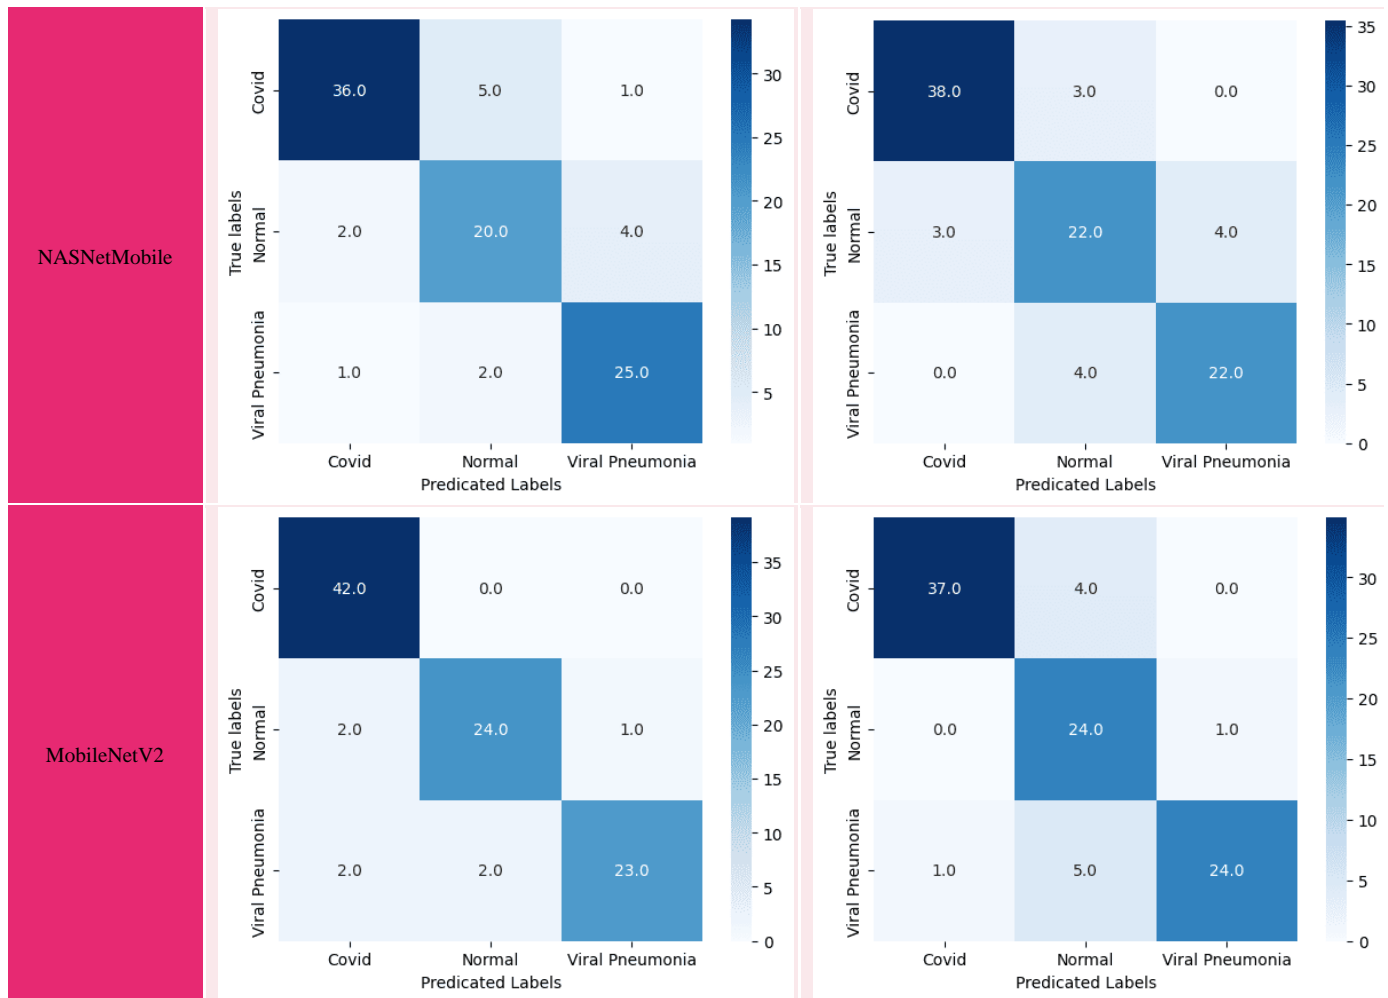 NASNetMobile
True labels
Covid
Normal
Viral Pneumonia
36.0 5.0 1.0
2.0 20.0 4.0
1.0 2.0 25.0
Covid Normal Viral Pneumonia
Predicated Labels
30
25
20
15
10
5
True labels
Covid
Normal
Viral Pneumonia
38.0 3.0 0.0
3.0 22.0 4.0
0.0 4.0 22.0
Covid Normal Viral Pneumonia
Predicated Labels
35
30
25
20
15
10
5
0
MobileNetV2
True labels
Covid
Normal
Viral Pneumonia
42.0 0.0 0.0
2.0 24.0 1.0
2.0 2.0 23.0
Covid Normal Viral Pneumonia
Predicated Labels
35
30
25
20
15
10
5
0
True labels
Covid
Normal
Viral Pneumonia
37.0 4.0 0.0
0.0 24.0 1.0
1.0 5.0 24.0
Covid Normal Viral Pneumonia
Predicated Labels
30
25
20
15
10
5
0